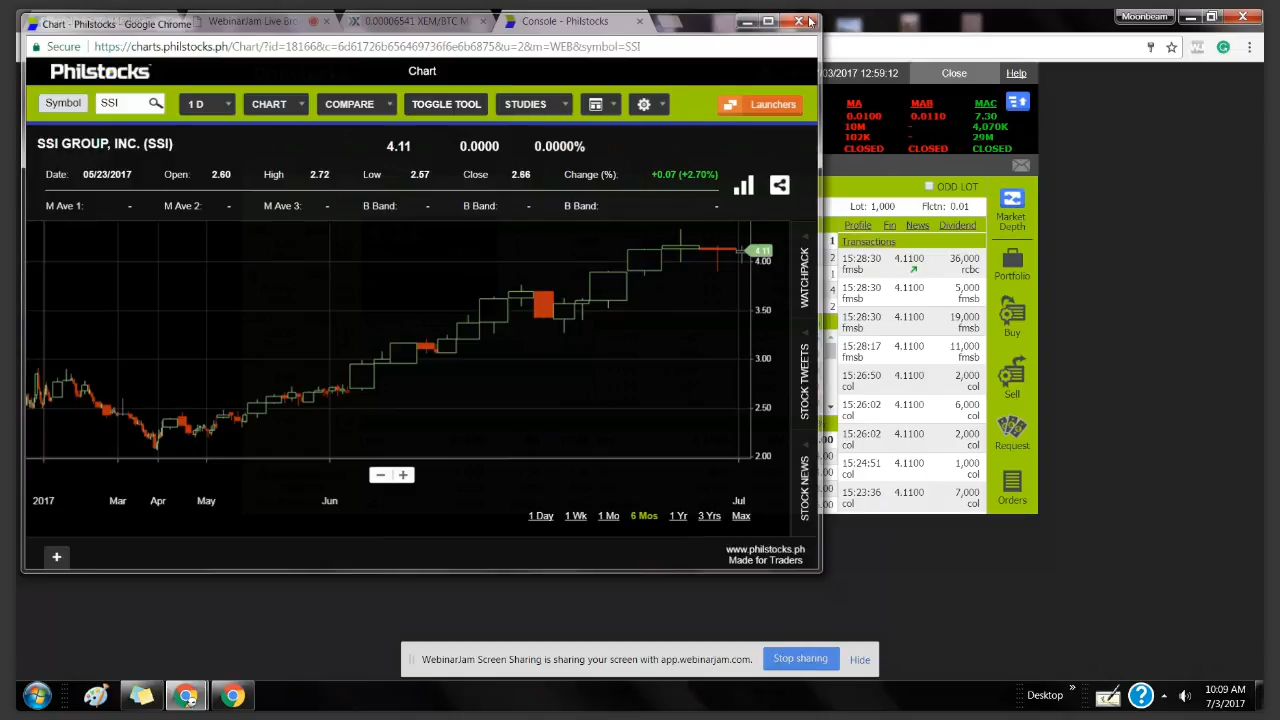 Chart - Philstocks - Google Chrome
WebinarJam Live Bro
0.00006541 XEM/BTC
Console - Philstocks
Moonbeam
Secure
https://charts.philstocks.ph/Chart/?id=18166&c=6d61726b656469736f6e6b6875&u=2&m=WEB&symbol=SSI
Philstocks
Chart
/03/2017 12:59:12
Close
Help
Symbol
SSI
1 D
CHART
COMPARE
TOGGLE TOOL
STUDIES
Launchers
MA
MAB
MAC
0.0100
0.0110
7.30
10M
-
4,070K
102K
-
29M
CLOSED
CLOSED
CLOSED
SSI GROUP, INC. (SSI)
4.11
0.0000
0.0000%
Date:
05/23/2017
Open:
2.60
High
2.72
Low
2.57
Close
2.66
Change (%):
+0.07 (+2.70%)
M Ave 1:
-
M Ave 2:
-
M Ave 3:
-
B Band:
-
B Band:
-
B Band:
-
ODD LOT
Lot: 1,000
Flctn: 0.01
Profile
Fin
News
Dividend
Transactions
15:28:30
4.1100
36,000
fmsb
rcbc
15:28:30
4.1100
5,000
fmsb
fmsb
15:28:30
4.1100
19,000
fmsb
fmsb
15:28:17
4.1100
11,000
fmsb
fmsb
15:26:50
4.1100
2,000
col
col
15:26:02
4.1100
6,000
col
col
15:26:02
4.1100
2,000
col
col
15:24:51
4.1100
1,000
col
col
15:23:36
4.1100
7,000
col
col
Market
Depth
Portfolio
Buy
Sell
Request
Orders
4.11
4.00
3.50
3.00
2.50
2.00
WATCHPACK
STOCK TWEETS
STOCK NEWS
2017
Mar
Apr
May
Jun
Jul
1 Day
1 Wk
1 Mo
6 Mos
1 Yr
3 Yrs
Max
www.philstocks.ph
Made for Traders
WebinarJam Screen Sharing is sharing your screen with app.webinarjam.com.
Stop sharing
Hide
Desktop
10:09 AM
7/3/2017